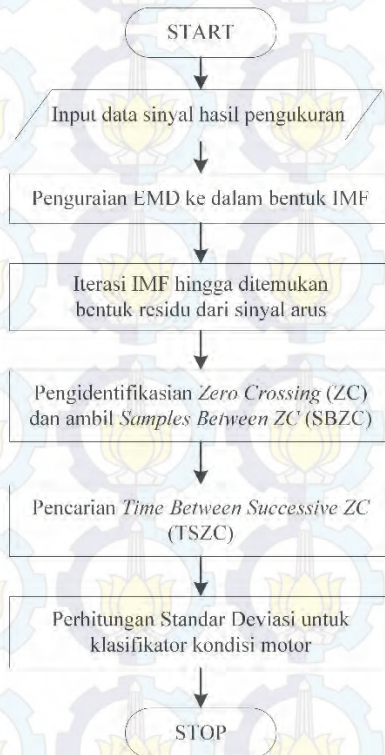 START
Input data sinyal hasil pengukuran
Penguraian EMD ke dalam bentuk IMF
Iterasi IMF hingga ditemukan
bentuk residu dari sinyal arus
Pengidentifikasian Zero Crossing (ZC)
dan ambil Samples Between ZC (SBZC)
Pencarian Time Between Successive ZC
(TSZC)
Perhitungan Standar Deviasi untuk
klasifikator kondisi motor
STOP